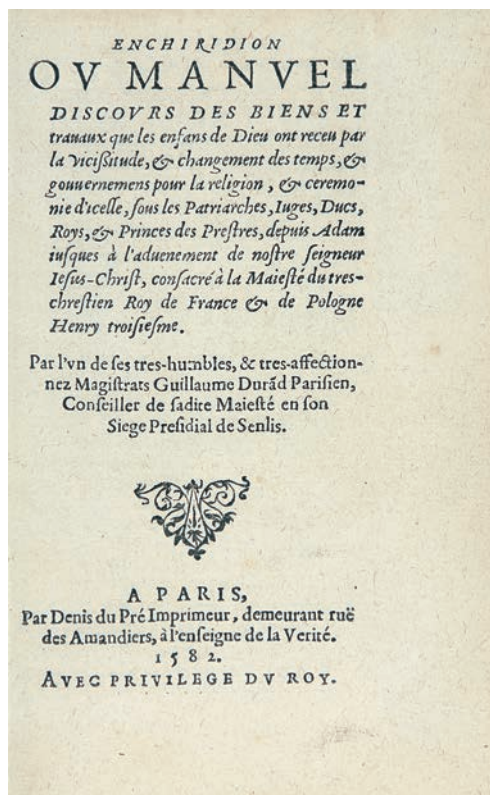 ENCHIRIDION
OV MANVEL
DISCOVRS DES BIENS ET
trauaux que les enfans de Dieu ont receu par
la vicißitude, & changement des temps, &
gouuernemens pour la religion, & ceremo-
nie d'icelle, sous les Patriarches, Iuges, Ducs,
Roys, & Princes des Prestres, depuis Adam
iusques à l'aduenement de nostre seigneur
Iesus-Christ, consacré à la Maiesté du tres-
chrestien Roy de France & de Pologne
Henry troisiesme.
Par l'vn de ses tres-humbles, & tres-affection-
nez Magistrats Guillaume Durãd Parisien,
Conseiller de sadite Maiesté en son
Siege Presidial de Senlis.
A PARIS,
Par Denis du Pré Imprimeur, demeurant ruë
des Amandiers, à l'enseigne de la Verité.
1582.
AVEC PRIVILEGE DV ROY.